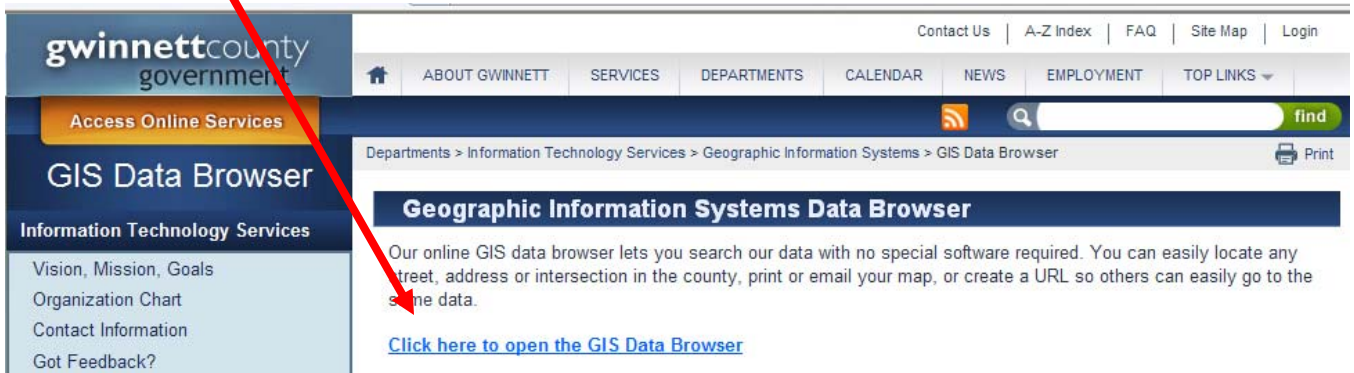 gwinnettcounty
government
Contact Us | A-Z Index | FAQ | Site Map | Login
ABOUT GWINNETT SERVICES DEPARTMENTS CALENDAR NEWS EMPLOYMENT TOP LINKS
Access Online Services
find
GIS Data Browser
Departments > Information Technology Services > Geographic Information Systems > GIS Data Browser
Print
Information Technology Services
Vision, Mission, Goals
Organization Chart
Contact Information
Got Feedback?
Geographic Information Systems Data Browser
Our online GIS data browser lets you search our data with no special software required. You can easily locate any
street, address or intersection in the county, print or email your map, or create a URL so others can easily go to the
same data.
Click here to open the GIS Data Browser